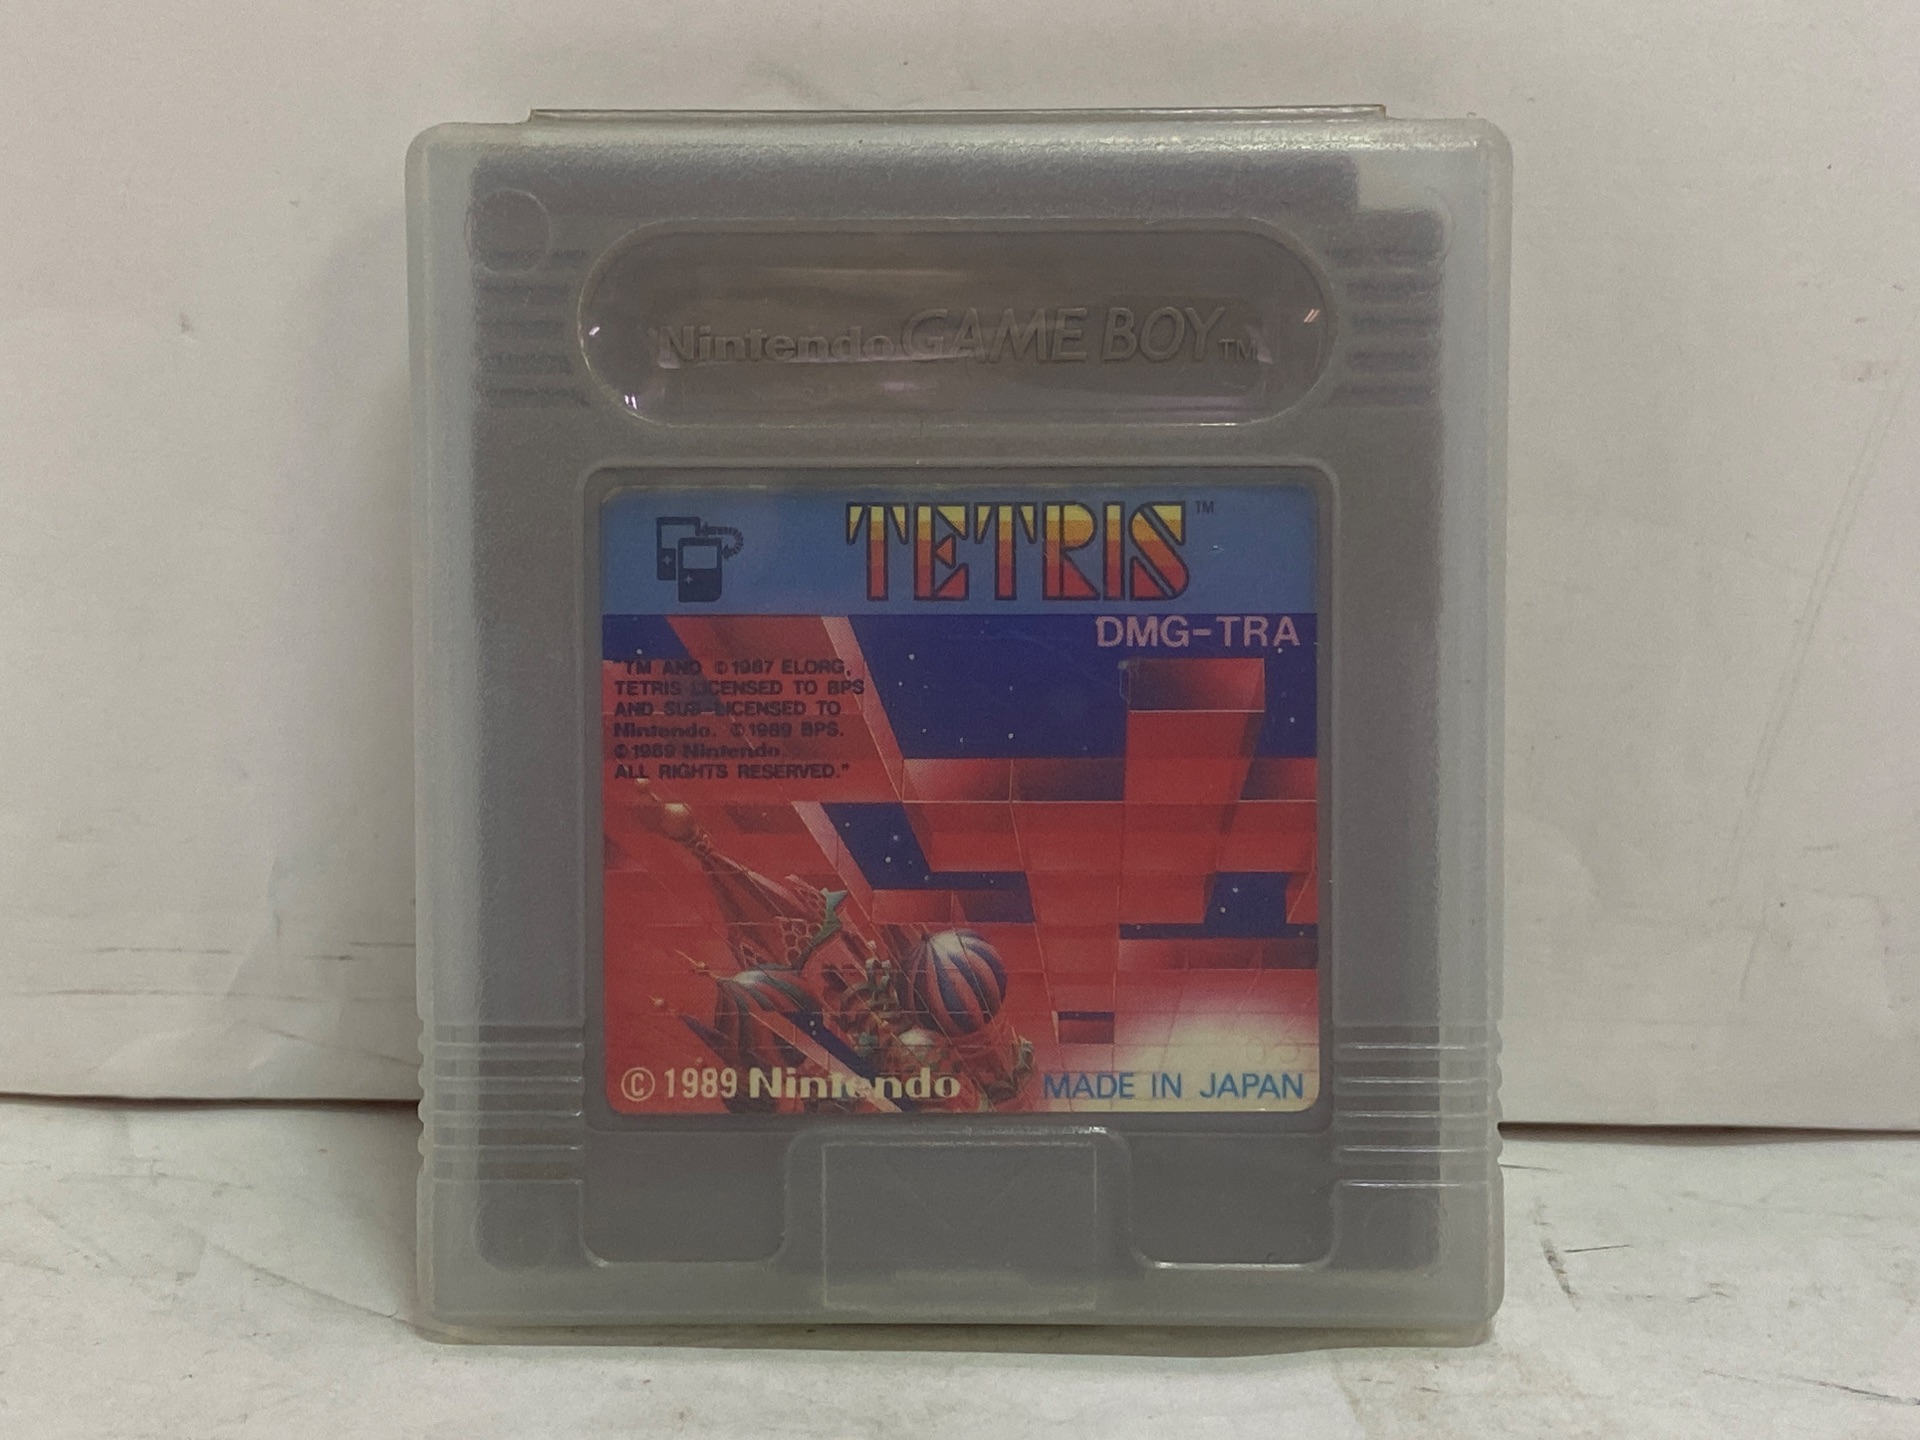 Nintendo GAME BOY TM
TETRIS TM
DMG-TRA
"TM AND © 1987 ELORG,
TETRIS LICENSED TO BPS
AND SUB-LICENSED TO
Nintendo. © 1989 BPS.
© 1989 Nintendo.
ALL RIGHTS RESERVED."
© 1989 Nintendo
MADE IN JAPAN